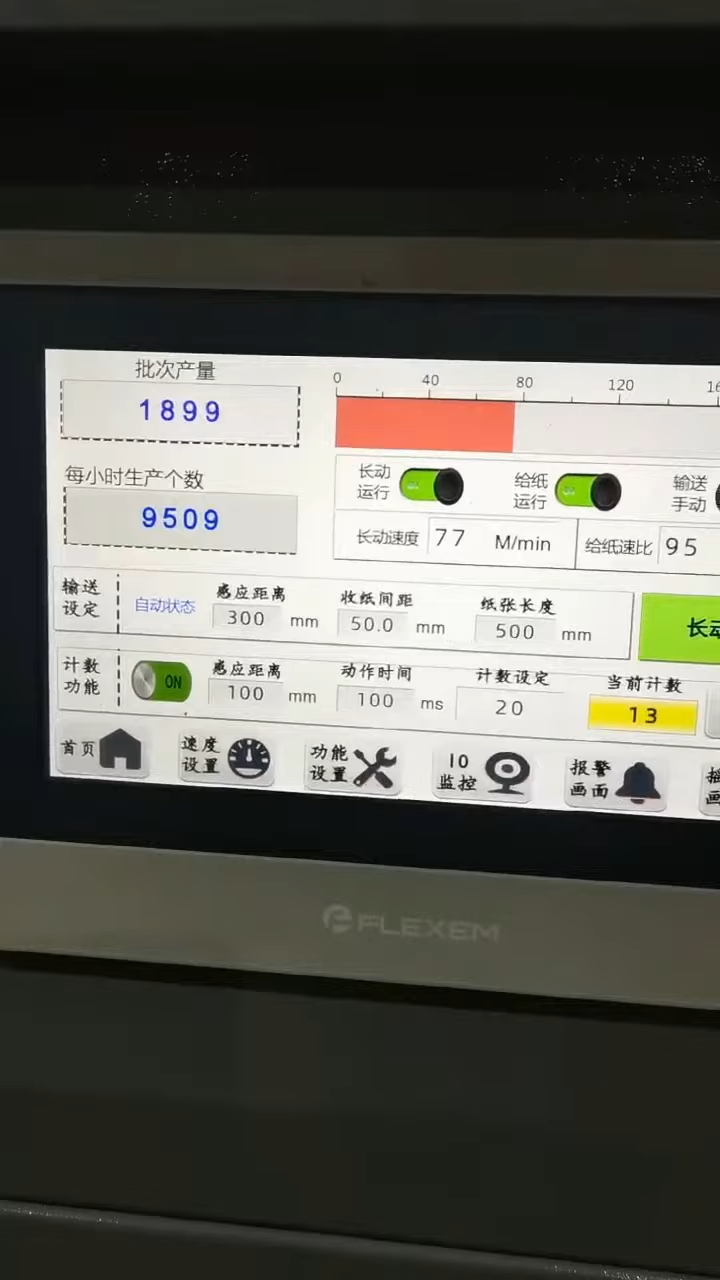 批次产量
1899
每小时生产个数
9509
0 40 80 120
长动运行
给纸运行
输送手动
长动速度 77 M/min
给纸速比 95
输送设定
自动状态
感应距离
300 mm
收纸间距
50.0 mm
纸张长度
500 mm
计数功能
ON
感应距离
100 mm
动作时间
100 ms
计数设定
20
当前计数
13
首页
速度设置
功能设置
IO监控
报警画面
FLEXEM